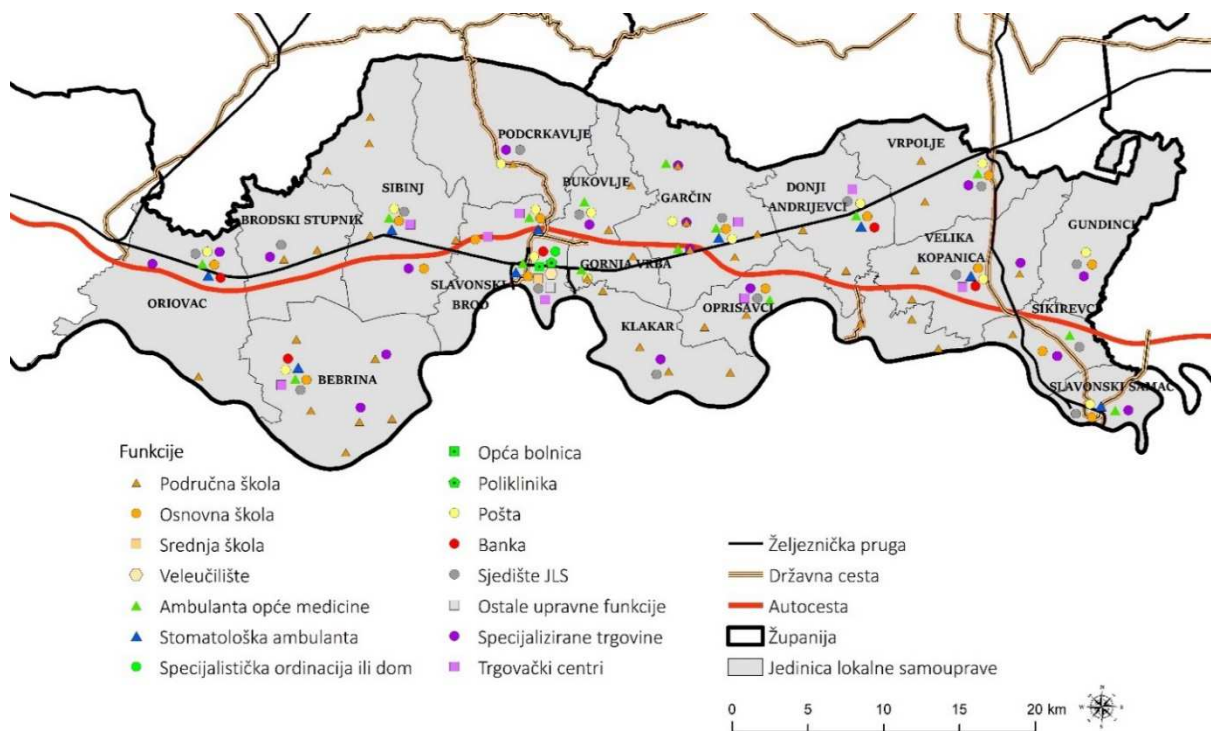 PODCRKAVLJE
VRPOLJE
SIBINJ
BUKOVLJE
GARČIN
DONJI
ANDRIJEVCI
BRODSKI STUPNIK
GUNDINCI
VELIKA
KOPANICA
GORNJA VRBA
ORIOVAC
SLAVONSKI
BROD
OPRISAVCI
SIKIREVCI
KLAKAR
BEBRINA
SLAVONSKI ŠAMAC
Funkcije
Područna škola
Osnovna škola
Srednja škola
Veleučilište
Ambulanta opće medicine
Stomatološka ambulanta
Specijalistička ordinacija ili dom
Opća bolnica
Poliklinika
Pošta
Banka
Sjedište JLS
Ostale upravne funkcije
Specijalizirane trgovine
Trgovački centri
Željeznička pruga
Državna cesta
Autocesta
Županija
Jedinica lokalne samouprave
0 5 10 15 20 km